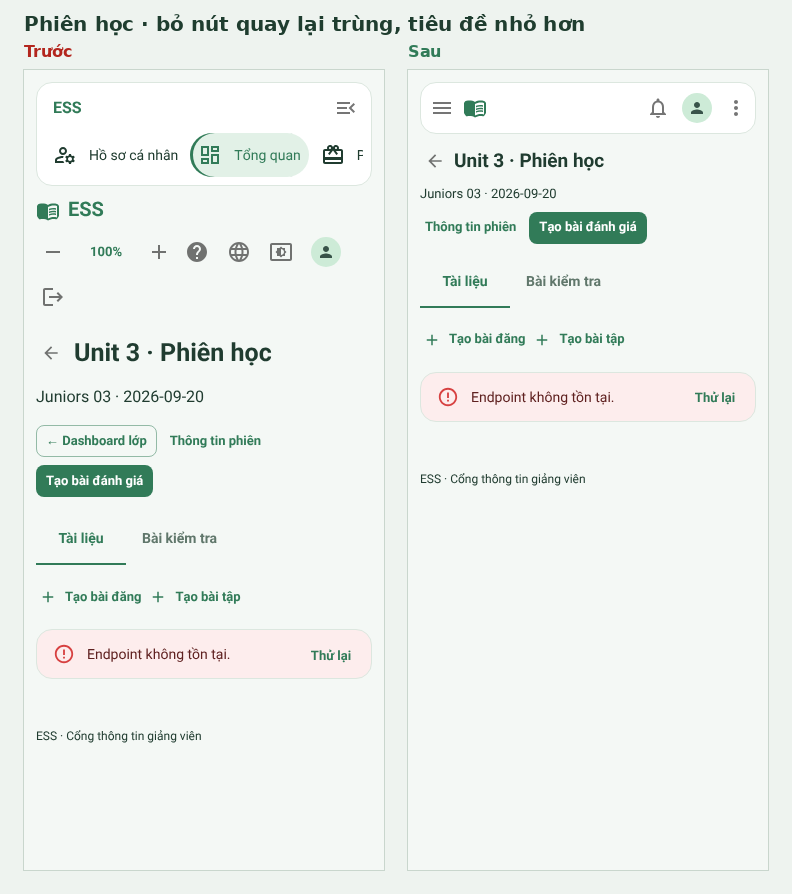 Phiên học · bỏ nút quay lại trùng, tiêu đề nhỏ hơn
Trước
ESS
Hồ sơ cá nhân
Tổng quan
ESS
100%
Unit 3 · Phiên học
Juniors 03 · 2026-09-20
← Dashboard lớp
Thông tin phiên
Tạo bài đánh giá
Tài liệu
Bài kiểm tra
+ Tạo bài đăng
+ Tạo bài tập
Endpoint không tồn tại.
Thử lại
ESS · Cổng thông tin giảng viên
Sau
Unit 3 · Phiên học
Juniors 03 · 2026-09-20
Thông tin phiên
Tạo bài đánh giá
Tài liệu
Bài kiểm tra
+ Tạo bài đăng
+ Tạo bài tập
Endpoint không tồn tại.
Thử lại
ESS · Cổng thông tin giảng viên